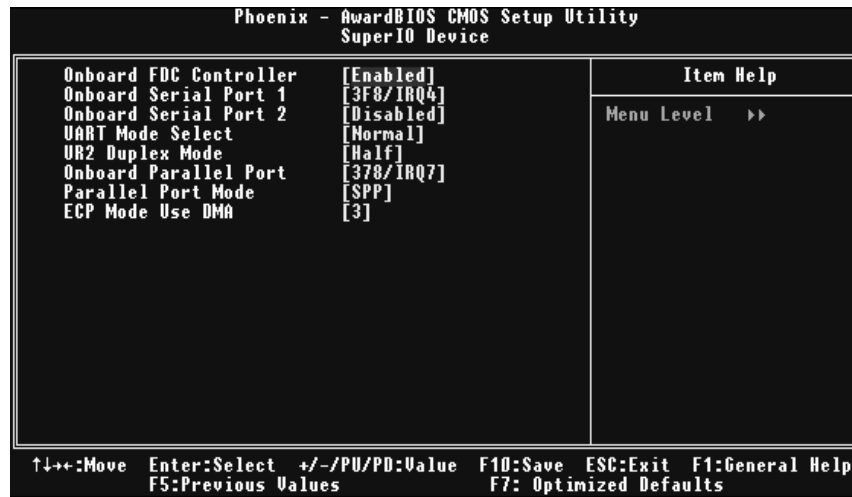 Phoenix - AwardBIOS CMOS Setup Utility
SuperIO Device
Onboard FDC Controller [Enabled]
Onboard Serial Port 1 [3F8/IRQ4]
Onboard Serial Port 2 [Disabled]
UART Mode Select [Normal]
UR2 Duplex Mode [Half]
Onboard Parallel Port [378/IRQ7]
Parallel Port Mode [SPP]
ECP Mode Use DMA [3]
Item Help
Menu Level ►►
↑↓→←:Move Enter:Select +/-/PU/PD:Value F10:Save ESC:Exit F1:General Help
F5:Previous Values F7: Optimized Defaults